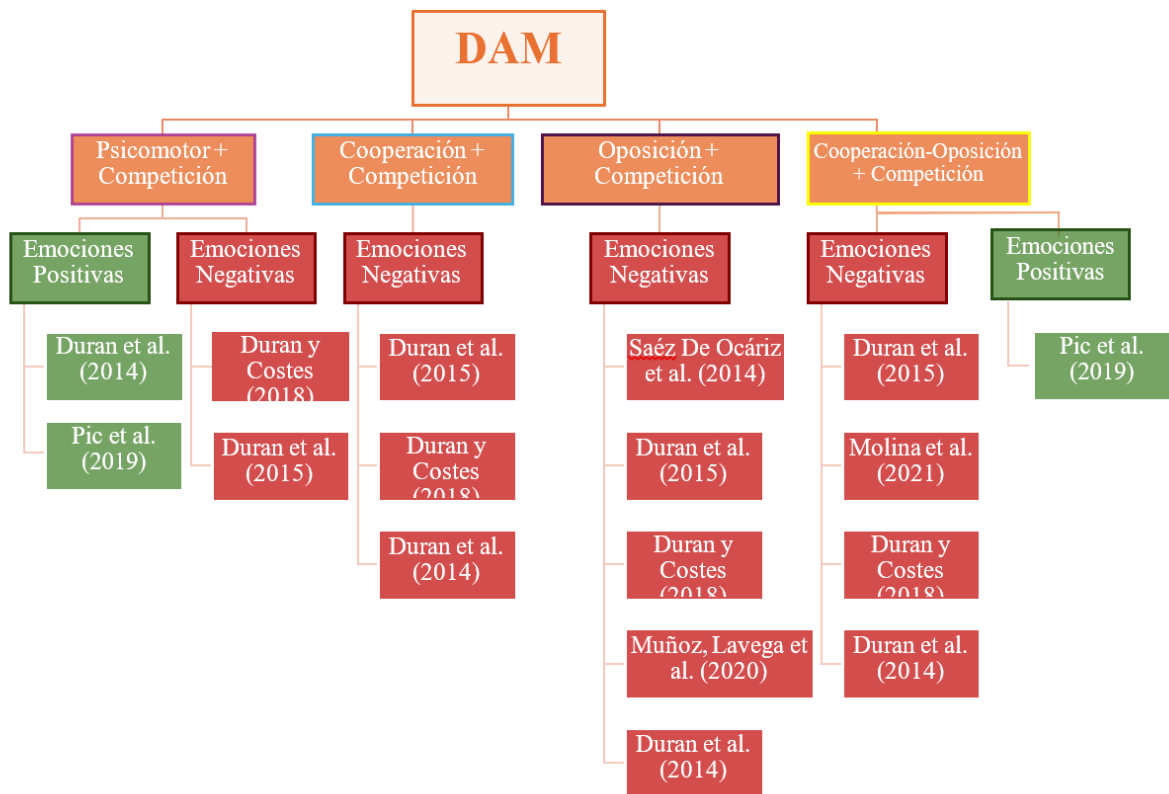 DAM
Psicomotor +
Competición
Cooperación +
Competición
Oposición +
Competición
Cooperación-Oposición
+ Competición
Emociones
Positivas
Emociones
Negativas
Emociones
Negativas
Emociones
Negativas
Emociones
Negativas
Emociones
Positivas
Duran et al.
(2014)
Pic et al.
(2019)
Duran y
Costes
(2018)
Duran et al.
(2015)
Duran et al.
(2015)
Duran y
Costes
(2018)
Duran et al.
(2014)
Saéz De Ocáriz
et al. (2014)
Duran et al.
(2015)
Duran y
Costes
(2018)
Muñoz, Lavega et
al. (2020)
Duran et al.
(2014)
Duran et al.
(2015)
Molina et al.
(2021)
Duran y
Costes
(2018)
Duran et al.
(2014)
Pic et al.
(2019)